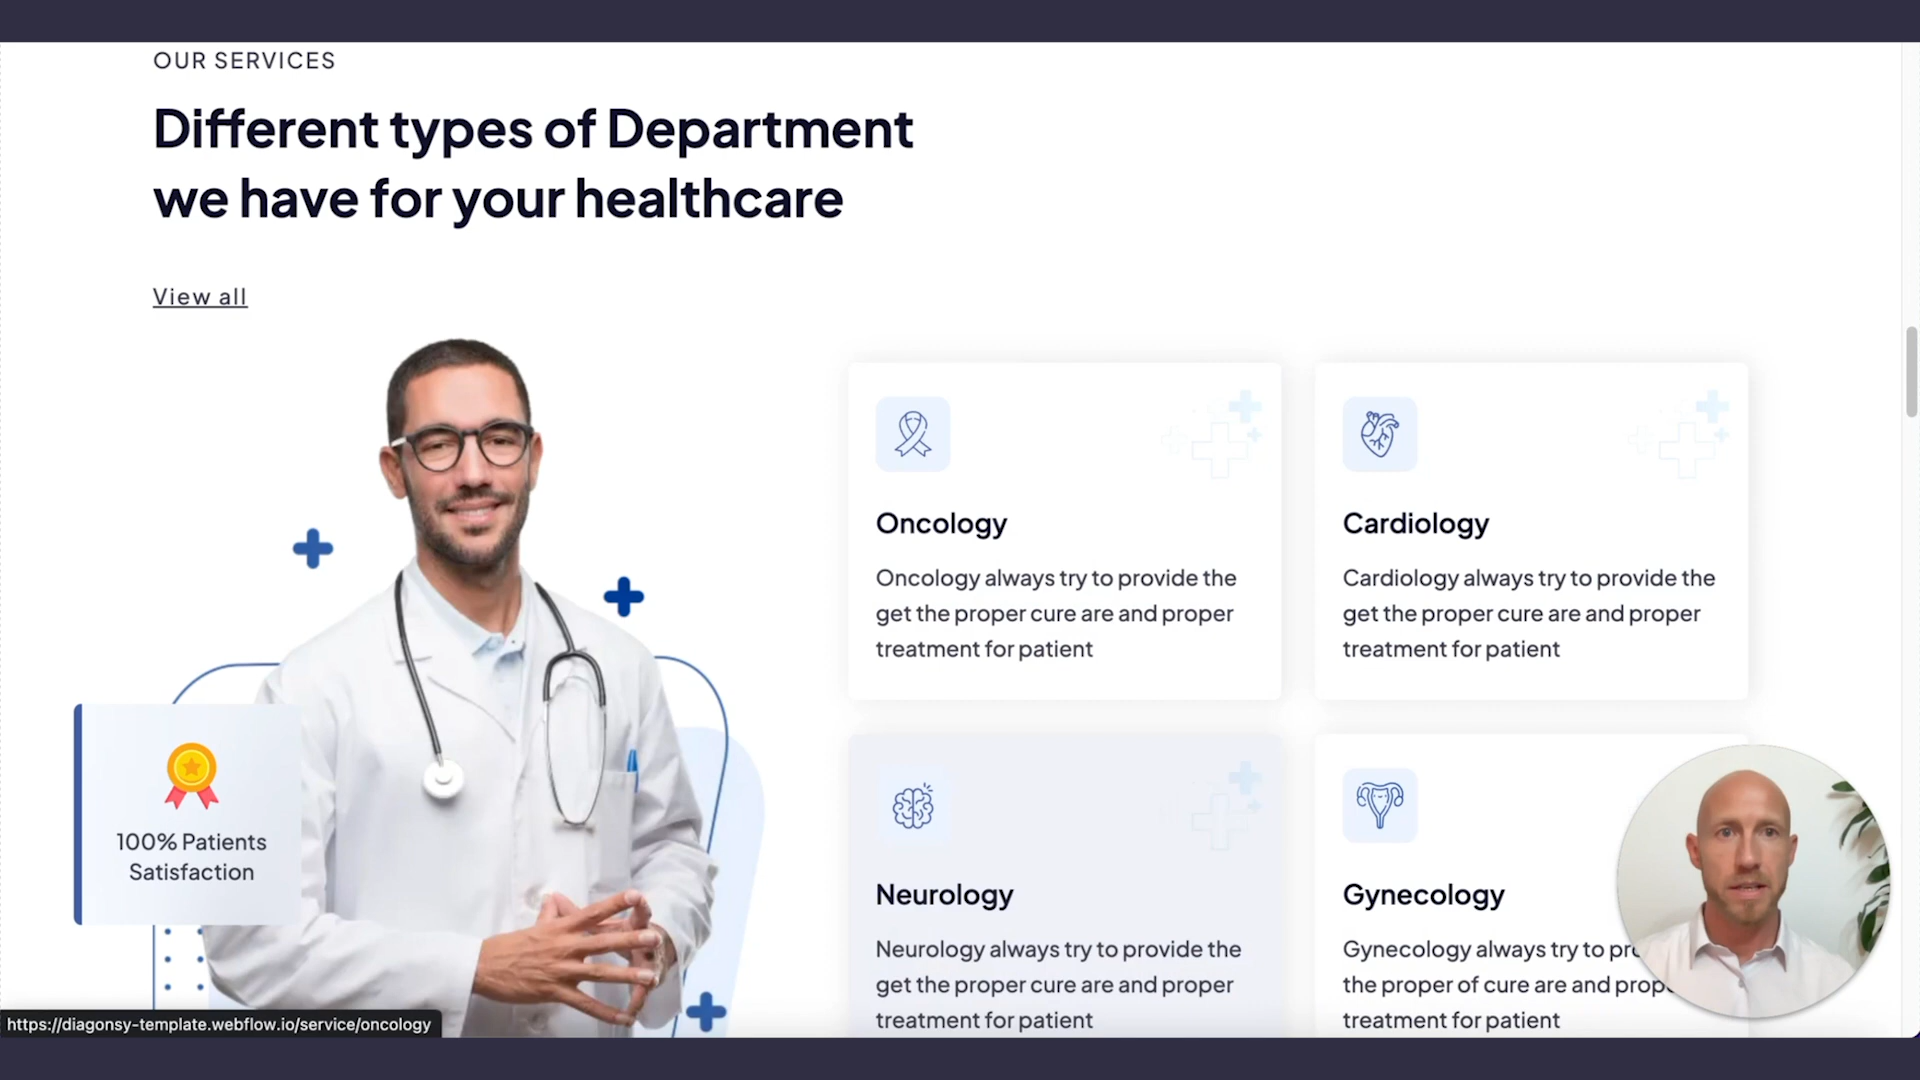 OUR SERVICES
Different types of Department
we have for your healthcare
View all
Oncology
Oncology always try to provide the
get the proper cure are and proper
treatment for patient
Cardiology
Cardiology always try to provide the
get the proper cure are and proper
treatment for patient
100% Patients
Satisfaction
Neurology
Neurology always try to provide the
get the proper cure are and proper
treatment for patient
Gynecology
Gynecology always try to
the proper of cure are and
treatment for patient
https://diagonsy-template.webflow.io/service/oncology